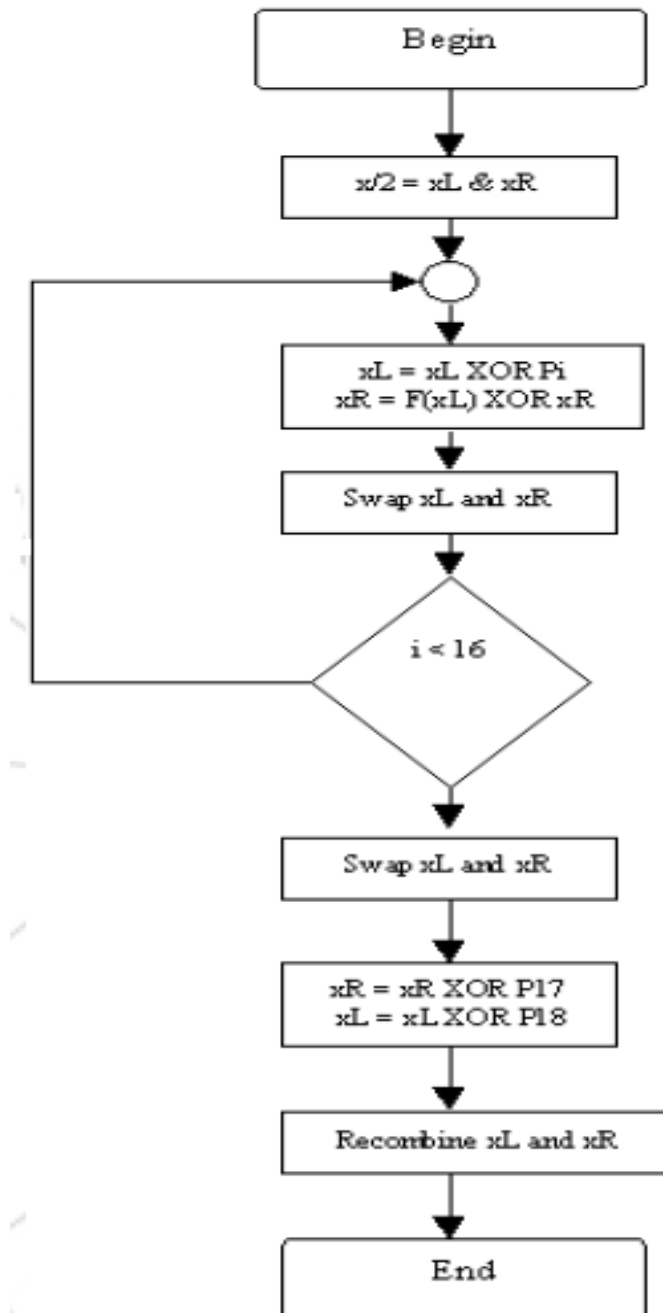 Begin
x/2 = xL & xR
xL = xL XOR Pi
xR = F(xL) XOR xR
Swap xL and xR
i < 16
Swap xL and xR
xR = xR XOR P17
xL = xL XOR P18
Recombine xL and xR
End